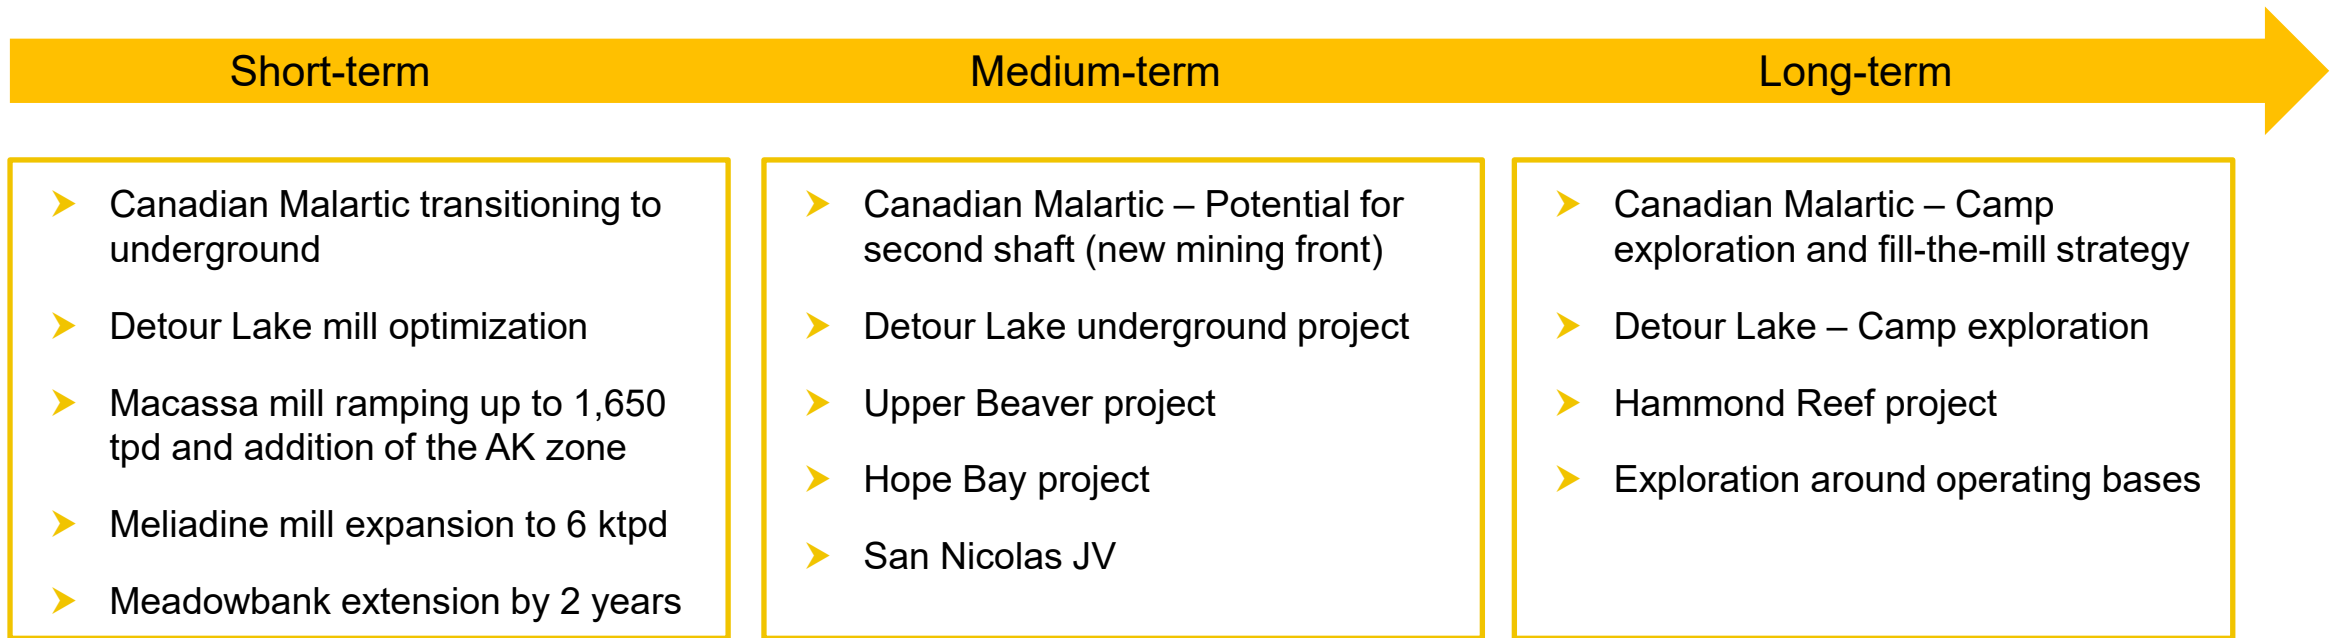 Short-term
Medium-term
Long-term
Canadian Malartic transitioning to
underground
Detour Lake mill optimization
Macassa mill ramping up to 1,650
tpd and addition of the AK zone
Meliadine mill expansion to 6 ktpd
Meadowbank extension by 2 years
Canadian Malartic – Potential for
second shaft (new mining front)
Detour Lake underground project
Upper Beaver project
Hope Bay project
San Nicolas JV
Canadian Malartic – Camp
exploration and fill-the-mill strategy
Detour Lake – Camp exploration
Hammond Reef project
Exploration around operating bases